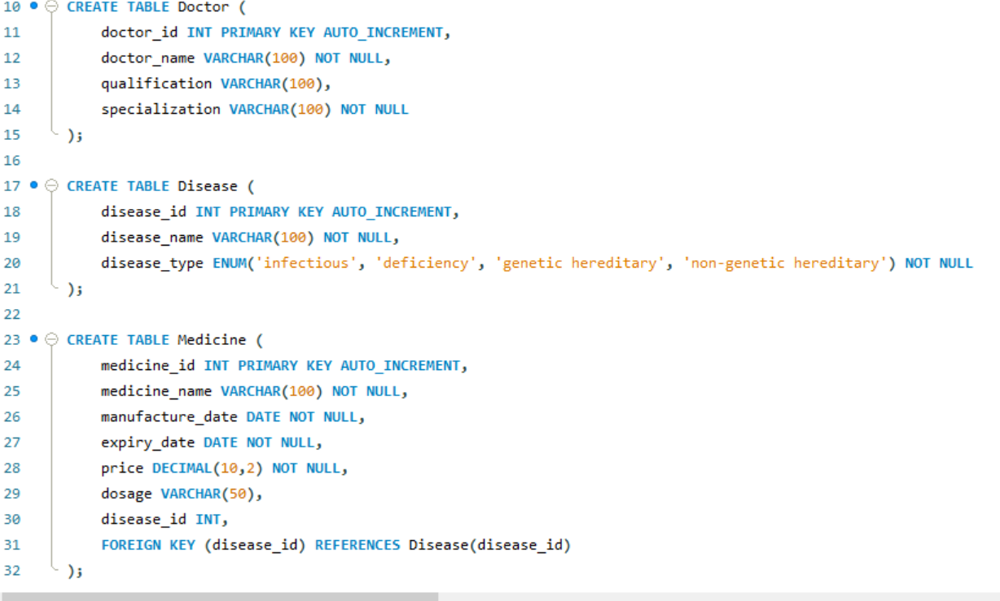 10 CREATE TABLE Doctor (
11 doctor_id INT PRIMARY KEY AUTO_INCREMENT,
12 doctor_name VARCHAR(100) NOT NULL,
13 qualification VARCHAR(100),
14 specialization VARCHAR(100) NOT NULL
15 );
16
17 CREATE TABLE Disease (
18 disease_id INT PRIMARY KEY AUTO_INCREMENT,
19 disease_name VARCHAR(100) NOT NULL,
20 disease_type ENUM('infectious', 'deficiency', 'genetic hereditary', 'non-genetic hereditary') NOT NULL
21 );
22
23 CREATE TABLE Medicine (
24 medicine_id INT PRIMARY KEY AUTO_INCREMENT,
25 medicine_name VARCHAR(100) NOT NULL,
26 manufacture_date DATE NOT NULL,
27 expiry_date DATE NOT NULL,
28 price DECIMAL(10,2) NOT NULL,
29 dosage VARCHAR(50),
30 disease_id INT,
31 FOREIGN KEY (disease_id) REFERENCES Disease(disease_id)
32 );